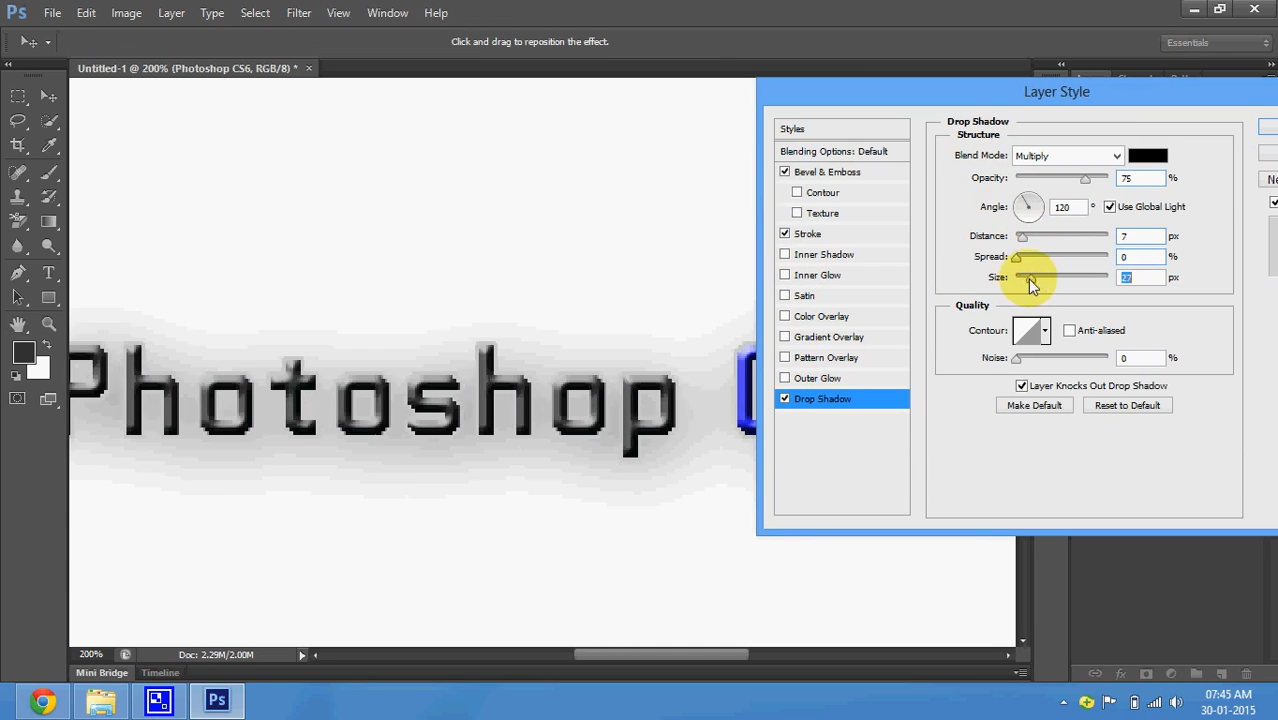 Ps File Edit Image Layer Type Select Filter View Window Help
Click and drag to reposition the effect.
Essentials
Untitled-1 @ 200% (Photoshop CS6, RGB/8) * ×
Layer Style
Styles
Blending Options: Default
Bevel & Emboss
Contour
Texture
Stroke
Inner Shadow
Inner Glow
Satin
Color Overlay
Gradient Overlay
Pattern Overlay
Outer Glow
Drop Shadow
Drop Shadow
Structure
Blend Mode: Multiply
Opacity: 75 %
Angle: 120 ° Use Global Light
Distance: 7 px
Spread: 0 %
Size: 27 px
Quality
Contour: Anti-aliased
Noise: 0 %
Layer Knocks Out Drop Shadow
Make Default Reset to Default
Ne
Photoshop
200% Doc: 2.29M/2.00M
Mini Bridge Timeline
fx
Ps
07:45 AM
30-01-2015